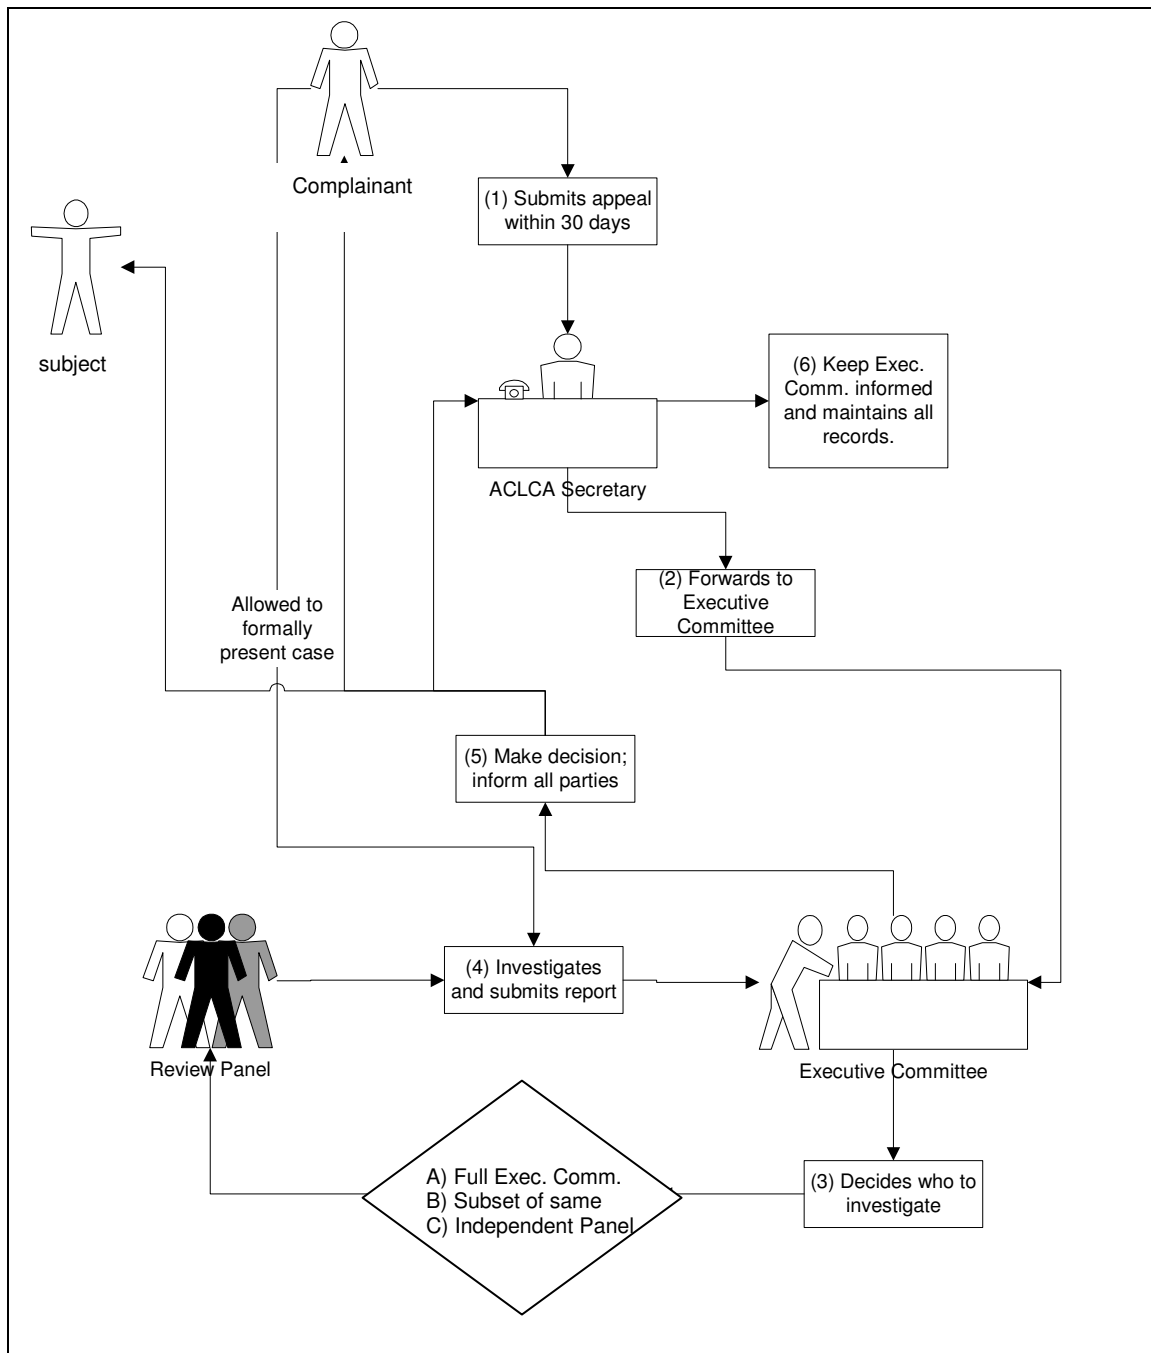 Complainant
(1) Submits appeal
within 30 days
subject
(6) Keep Exec.
Comm. informed
and maintains all
records.
ACLCA Secretary
(2) Forwards to
Executive
Committee
Allowed to
formally
present case
(5) Make decision;
inform all parties
(4) Investigates
and submits report
Review Panel
Executive Committee
A) Full Exec. Comm.
B) Subset of same
C) Independent Panel
(3) Decides who to
investigate